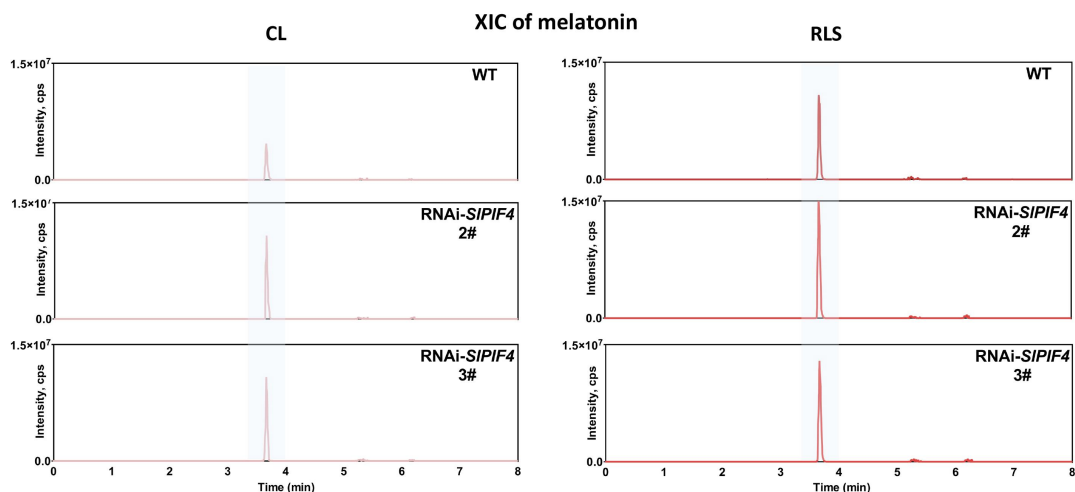 XIC of melatonin
CL
RLS
1.5×10⁷
Intensity, cps
0.0
WT
1.5×10⁷
Intensity, cps
0.0
WT
1.5×10⁷
Intensity, cps
0.0
RNAi-SlPIF4
2#
1.5×10⁷
Intensity, cps
0.0
RNAi-SlPIF4
2#
1.5×10⁷
Intensity, cps
0.0
RNAi-SlPIF4
3#
0 1 2 3 4 5 6 7 8
Time (min)
1.5×10⁷
Intensity, cps
0.0
RNAi-SlPIF4
3#
0 1 2 3 4 5 6 7 8
Time (min)